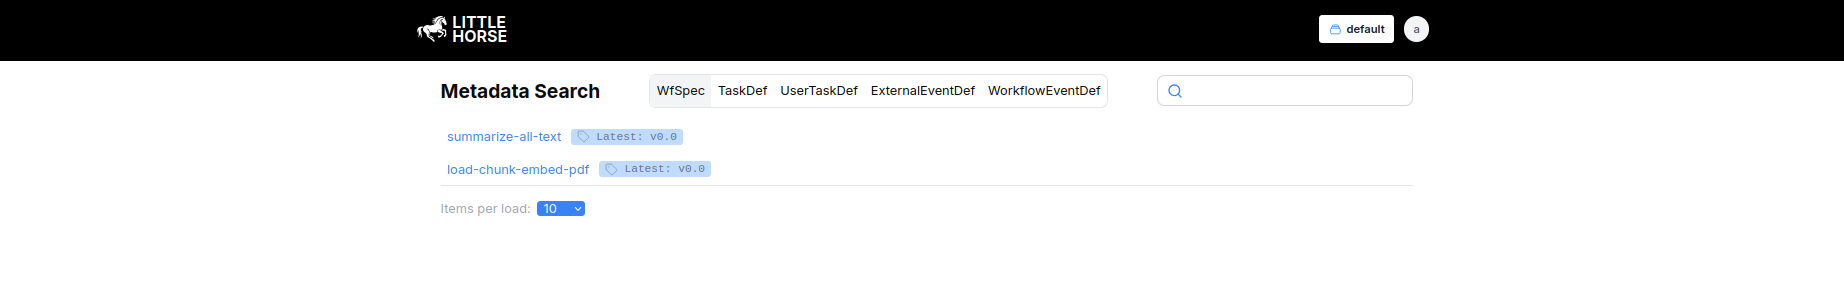 LITTLE
HORSE
default
a
Metadata Search
WfSpec TaskDef UserTaskDef ExternalEventDef WorkflowEventDef
summarize-all-text Latest: v0.0
load-chunk-embed-pdf Latest: v0.0
Items per load: 10